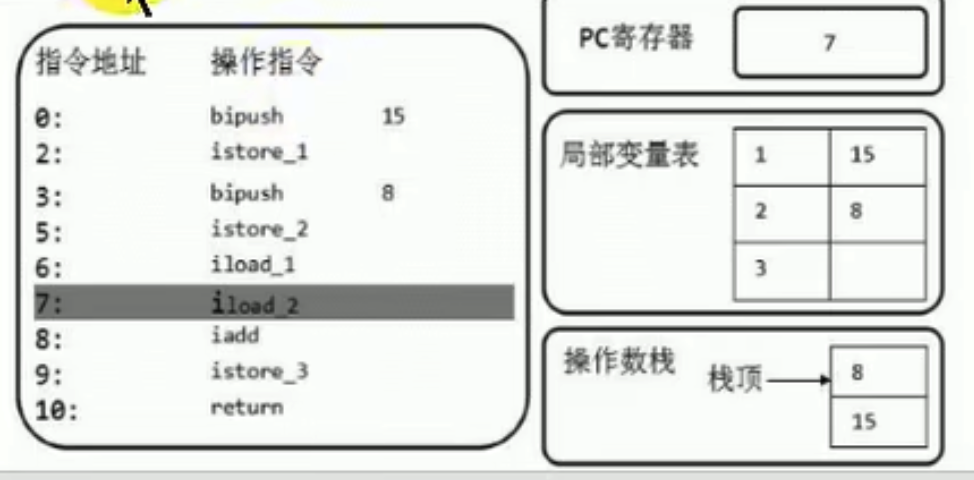 指令地址 操作指令
0: bipush 15
2: istore_1
3: bipush 8
5: istore_2
6: iload_1
7: iload_2
8: iadd
9: istore_3
10: return
PC寄存器 7
局部变量表 1 15
2 8
3
操作数栈 栈顶 8
15